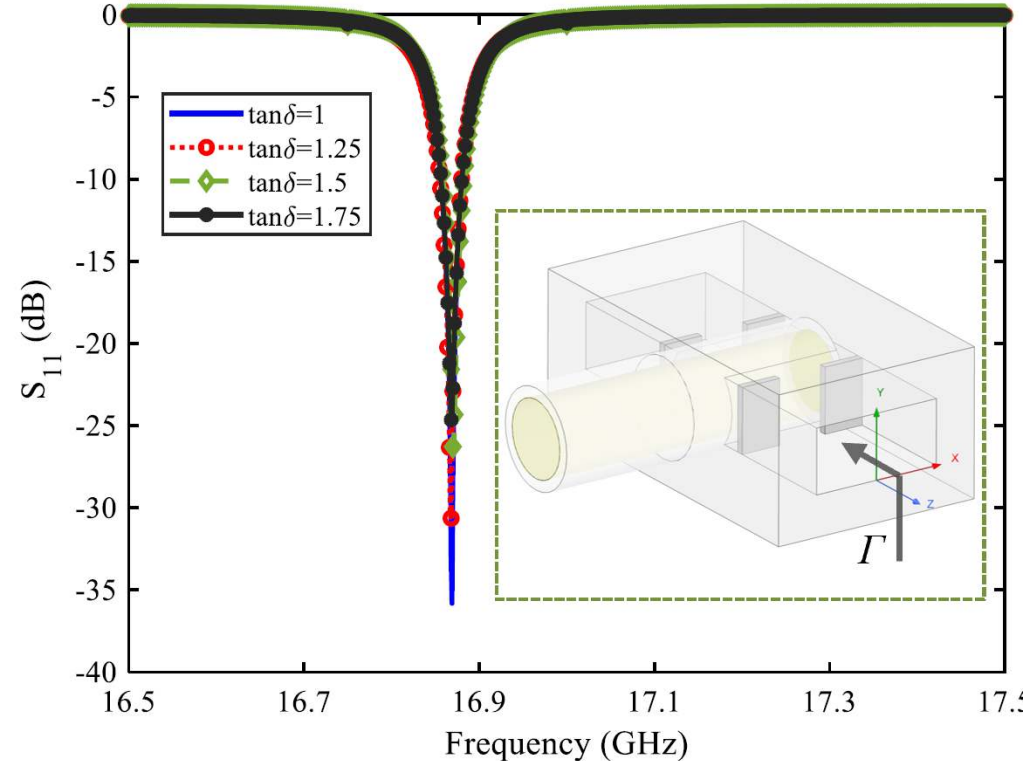 0
-5
-10
-15
-20
-25
-30
-35
-40
S11 (dB)
tanδ=1
tanδ=1.25
tanδ=1.5
tanδ=1.75
Y
X
Z
Γ
16.5 16.7 16.9 17.1 17.3 17.5
Frequency (GHz)